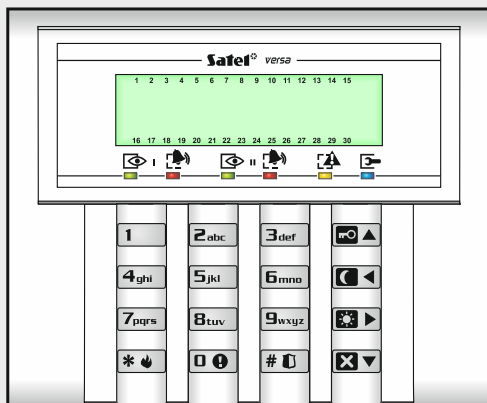 Satel versa
1 2 3 4 5 6 7 8 9 10 11 12 13 14 15
16 17 18 19 20 21 22 23 24 25 26 27 28 29 30
I II
1 2abc 3def
4ghi 5jkl 6mno
7pqrs 8tuv 9wxyz
* 0 #